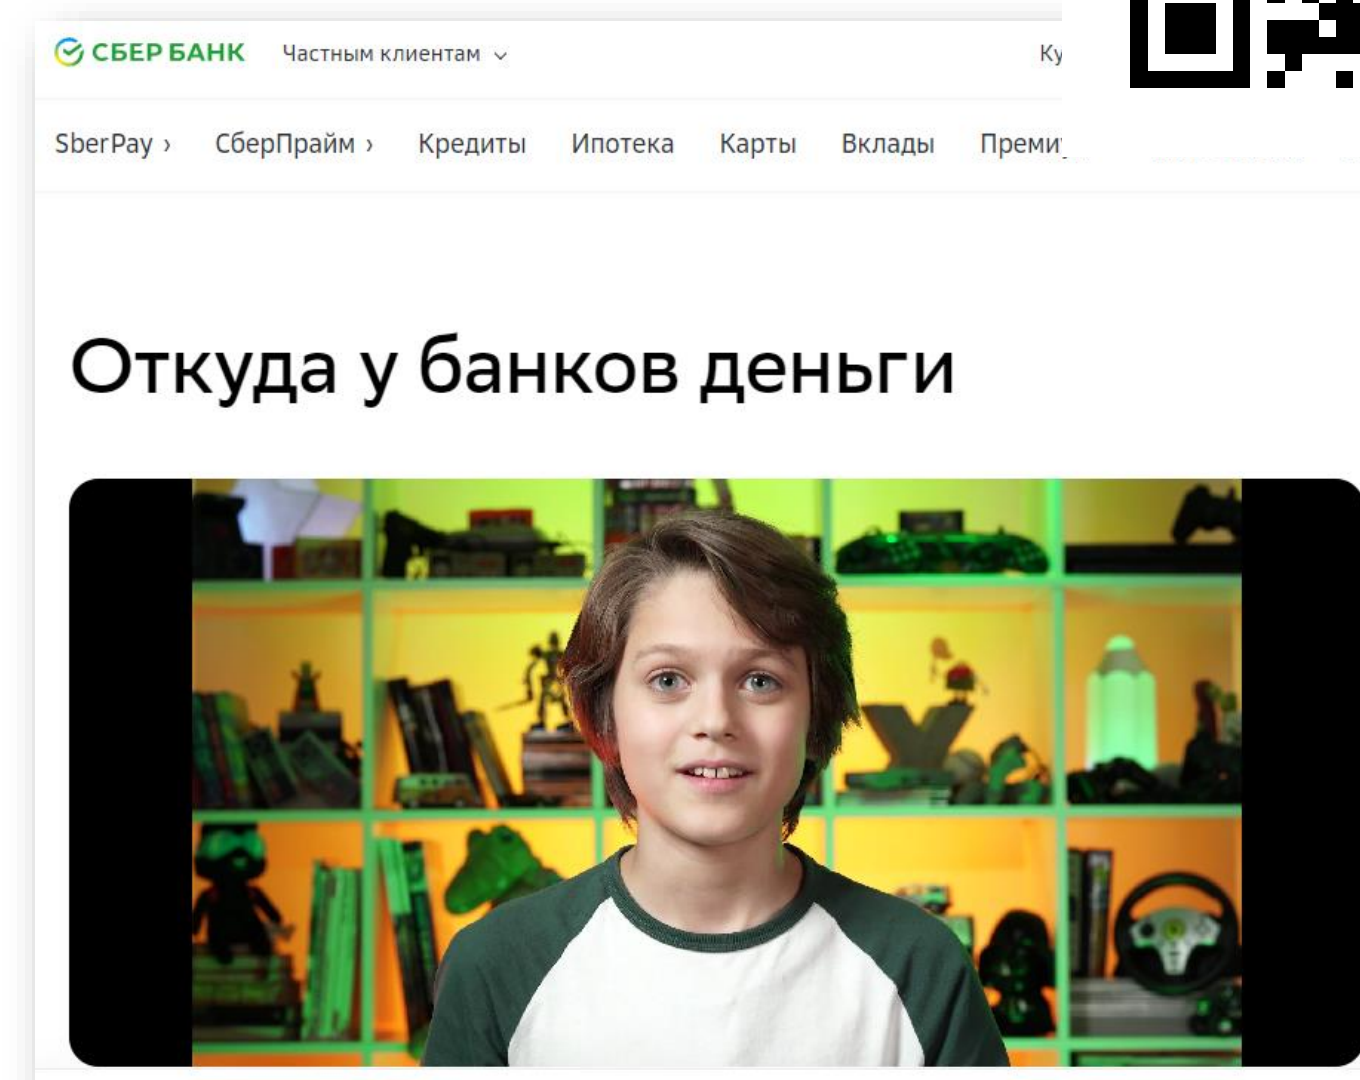 СБЕР БАНК Частным клиентам
SberPay › СберПрайм › Кредиты Ипотека Карты Вклады
Откуда у банков деньги